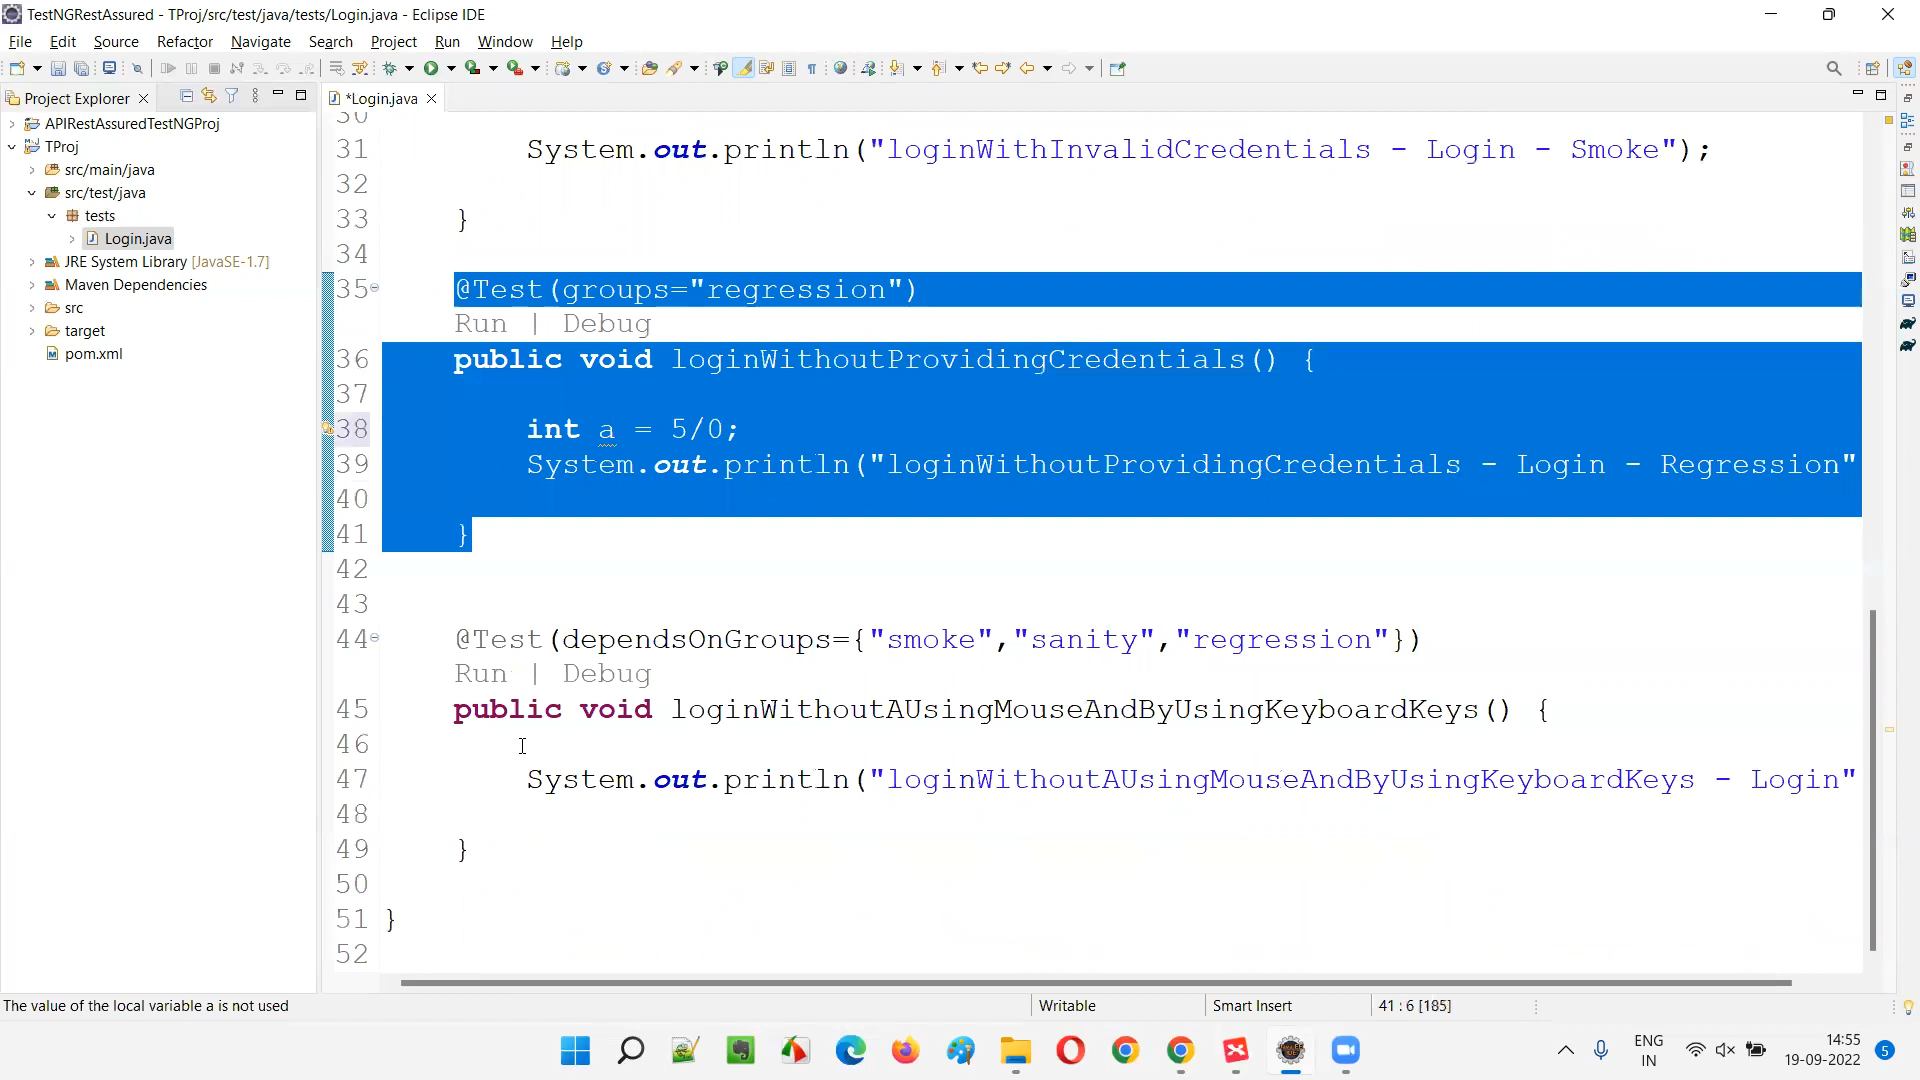 TestNGRestAssured - TProj/src/test/java/tests/Login.java - Eclipse IDE
File Edit Source Refactor Navigate Search Project Run Window Help
Project Explorer
*Login.java
APIRestAssuredTestNGProj
TProj
src/main/java
src/test/java
tests
Login.java
JRE System Library [JavaSE-1.7]
Maven Dependencies
src
target
pom.xml
30
31 System.out.println("loginWithInvalidCredentials - Login - Smoke");
32
33 }
34
35 @Test(groups="regression")
Run | Debug
36 public void loginWithoutProvidingCredentials() {
37
38 int a = 5/0;
39 System.out.println("loginWithoutProvidingCredentials - Login - Regression"
40
41 }
42
43
44 @Test(dependsOnGroups={"smoke","sanity","regression"})
Run | Debug
45 public void loginWithoutAUsingMouseAndByUsingKeyboardKeys() {
46
47 System.out.println("loginWithoutAUsingMouseAndByUsingKeyboardKeys - Login"
48
49 }
50
51 }
52
The value of the local variable a is not used
Writable
Smart Insert
41 : 6 [185]
ENG
IN
14:55
19-09-2022
5